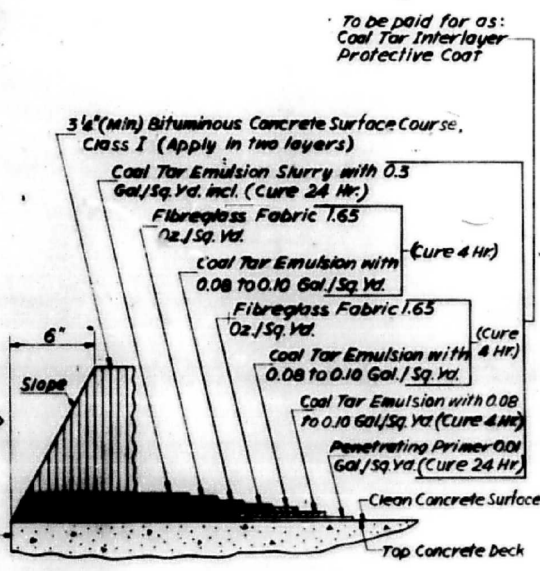 To be paid for as:
Coal Tar Interlayer
Protective Coat
3 1/4" (Min) Bituminous Concrete Surface Course,
Class I (Apply in two layers)
Coal Tar Emulsion Slurry with 0.3
Gal./Sq. Yd. incl. (Cure 24 Hr.)
Fibreglass Fabric 1.65
Oz./Sq. Yd.
(Cure 4 Hr.)
Coal Tar Emulsion with
0.08 to 0.10 Gal./Sq. Yd.
Fibreglass Fabric 1.65
Oz./Sq. Yd.
(Cure
4 Hr.)
Coal Tar Emulsion with
0.08 to 0.10 Gal./Sq. Yd.
Coal Tar Emulsion with 0.08
to 0.10 Gal./Sq. Yd. (Cure 4 Hr.)
Penetrating Primer 0.01
Gal./Sq. Yd. (Cure 24 Hr.)
6"
Slope
Clean Concrete Surface
Top Concrete Deck